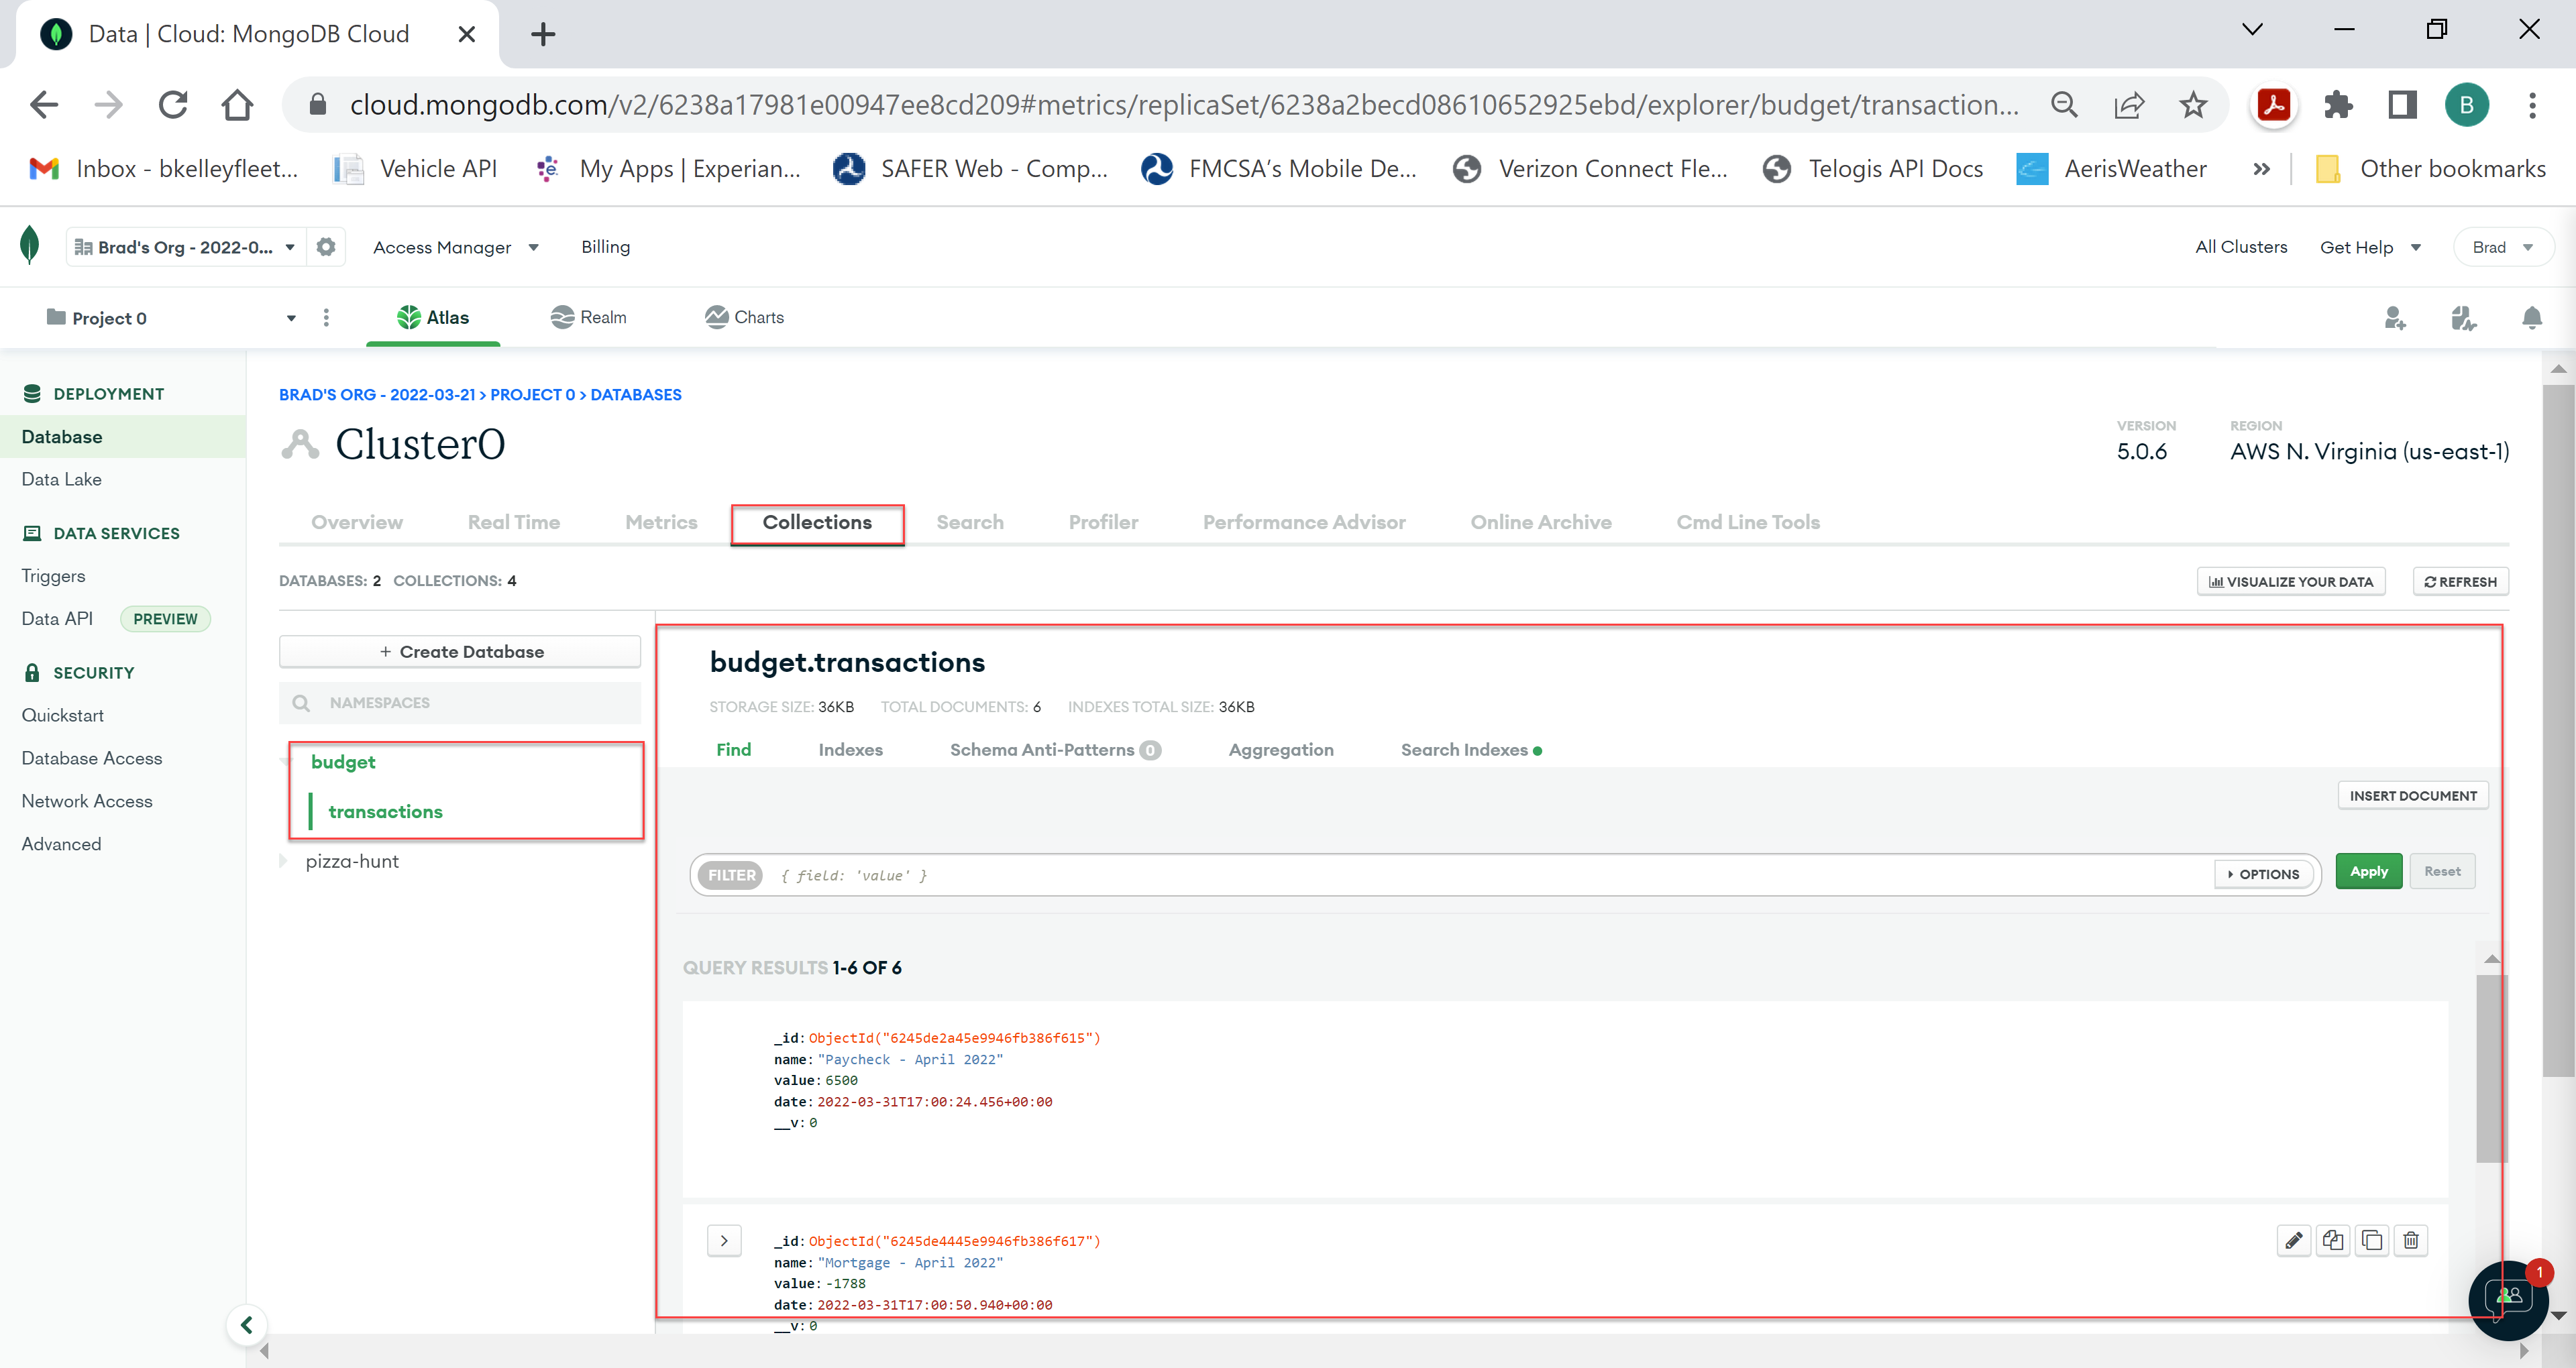 Data | Cloud: MongoDB Cloud
cloud.mongodb.com/v2/6238a17981e00947ee8cd209#metrics/replicaSet/6238a2becd08610652925ebd/explorer/budget/transaction...
B
Inbox - bkelleyfleet... Vehicle API My Apps | Experian... SAFER Web - Comp... FMCSA's Mobile De... Verizon Connect Fle... Telogis API Docs AerisWeather » Other bookmarks
Brad's Org - 2022-0... Access Manager Billing All Clusters Get Help Brad
Project 0 Atlas Realm Charts
DEPLOYMENT
Database
Data Lake
DATA SERVICES
Triggers
Data API PREVIEW
SECURITY
Quickstart
Database Access
Network Access
Advanced
BRAD'S ORG - 2022-03-21 > PROJECT 0 > DATABASES
Cluster0
VERSION
5.0.6
REGION
AWS N. Virginia (us-east-1)
Overview Real Time Metrics Collections Search Profiler Performance Advisor Online Archive Cmd Line Tools
DATABASES: 2 COLLECTIONS: 4
VISUALIZE YOUR DATA REFRESH
+ Create Database
NAMESPACES
budget
transactions
pizza-hunt
budget.transactions
STORAGE SIZE: 36KB TOTAL DOCUMENTS: 6 INDEXES TOTAL SIZE: 36KB
Find Indexes Schema Anti-Patterns 0 Aggregation Search Indexes
INSERT DOCUMENT
FILTER { field: 'value' } OPTIONS Apply Reset
QUERY RESULTS 1-6 OF 6
_id: ObjectId("6245de2a45e9946fb386f615")
name: "Paycheck - April 2022"
value: 6500
date: 2022-03-31T17:00:24.456+00:00
__v: 0
_id: ObjectId("6245de4445e9946fb386f617")
name: "Mortgage - April 2022"
value: -1788
date: 2022-03-31T17:00:50.940+00:00
__v: 0
1